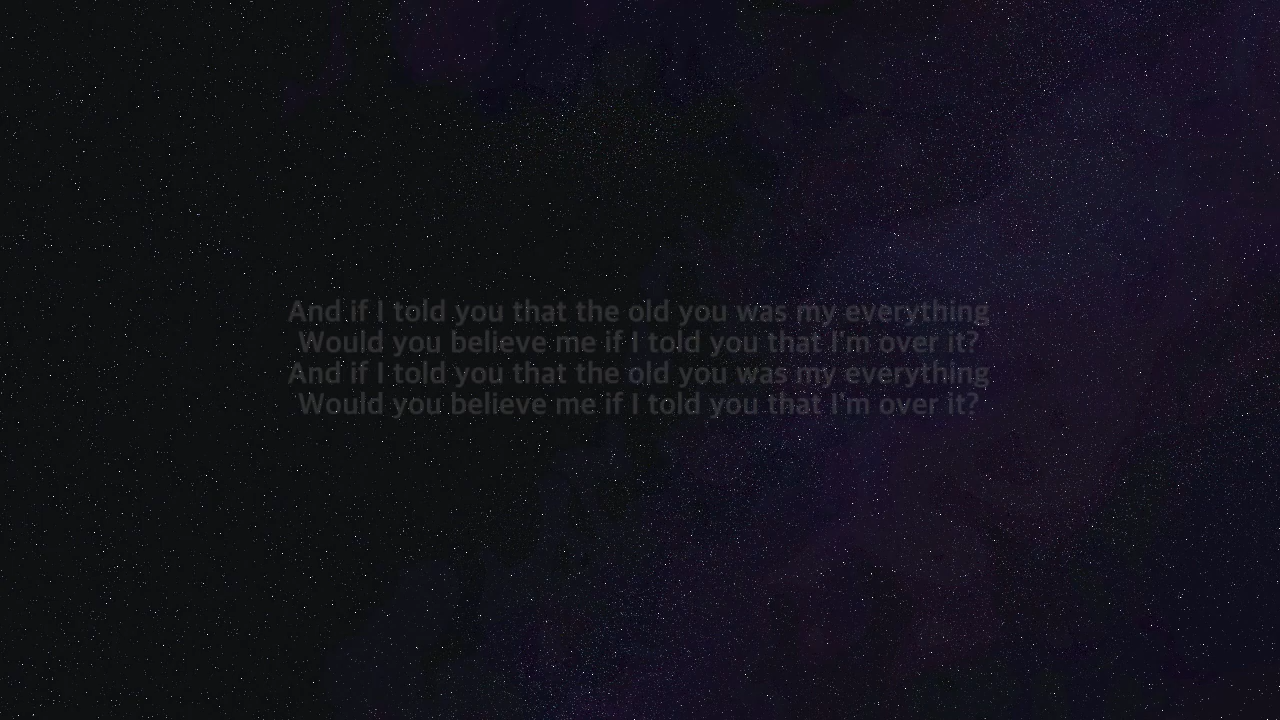 And if I told you that the old you was my everything
Would you believe me if I told you that I'm over it?
And if I told you that the old you was my everything
Would you believe me if I told you that I'm over it?